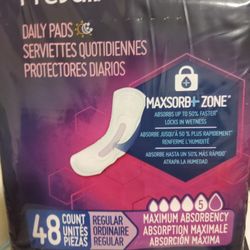 DAILY PADS
SERVIETTES QUOTIDIENNES
PROTECTORES DIARIOS
MAXSORB+ ZONE™
ABSORBS UP TO 50% FASTER*
LOCKS IN WETNESS
ABSORBE JUSQU'À 50 % PLUS RAPIDEMENT*
RENFERME L'HUMIDITÉ
ABSORBE HASTA UN 50% MÁS RÁPIDO*
ATRAPA LA HUMEDAD
48 COUNT
UNITÉS
PIEZAS
REGULAR
ORDINAIRE
REGULAR
5
MAXIMUM ABSORBENCY
ABSORPTION MAXIMALE
ABSORCIÓN MÁXIMA